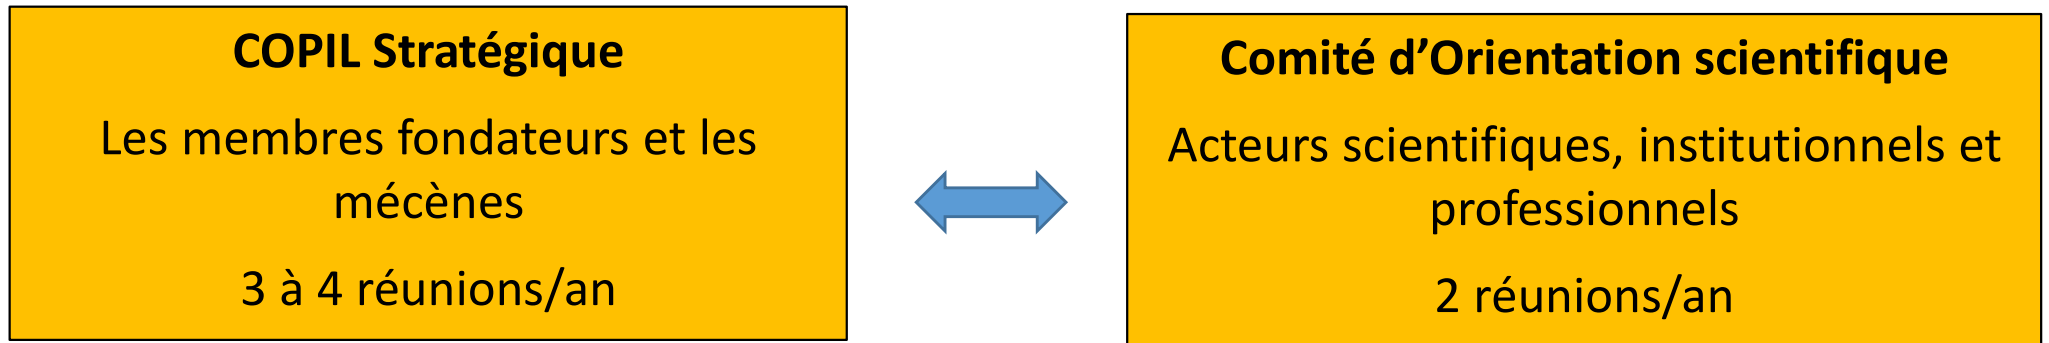 COPIL Stratégique
Les membres fondateurs et les
mécènes
3 à 4 réunions/an
Comité d’Orientation scientifique
Acteurs scientifiques, institutionnels et
professionnels
2 réunions/an